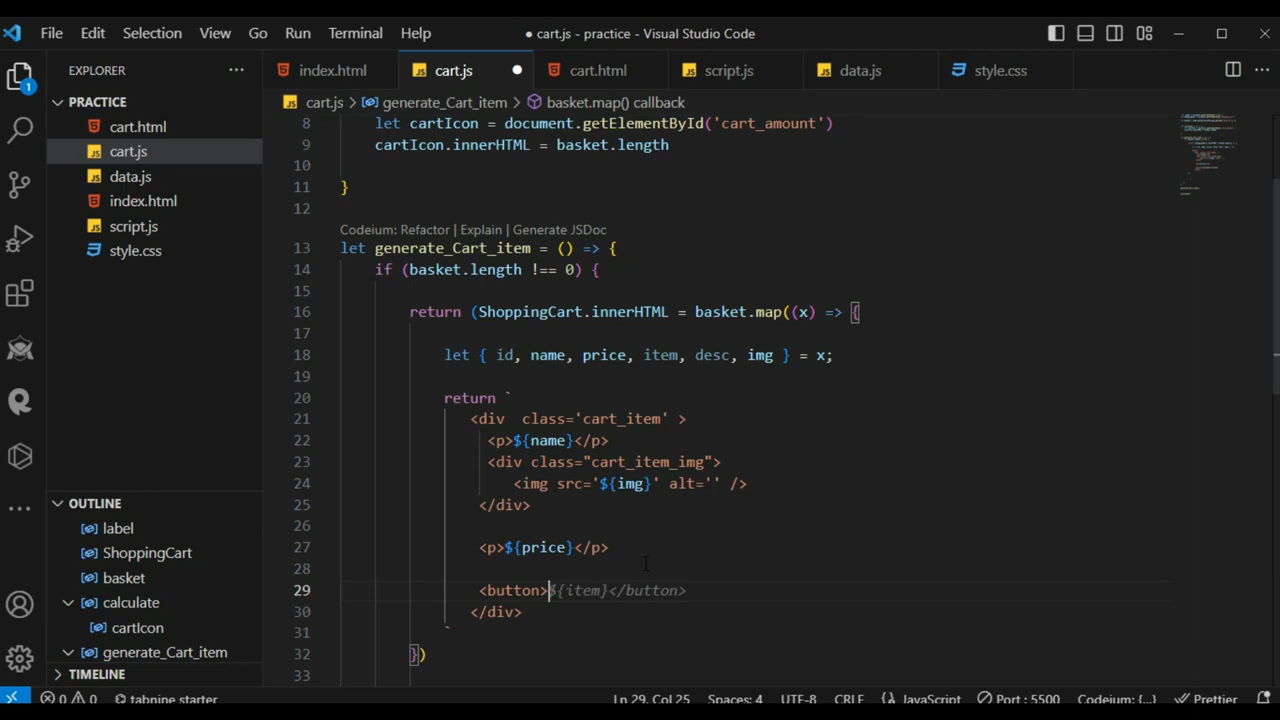 File Edit Selection View Go Run Terminal Help ● cart.js - practice - Visual Studio Code
EXPLORER ···
index.html cart.js ● cart.html script.js data.js style.css ···
PRACTICE
cart.html
cart.js
data.js
index.html
script.js
style.css
1
cart.js > generate_Cart_item > basket.map() callback
8 let cartIcon = document.getElementById('cart_amount')
9 cartIcon.innerHTML = basket.length
10
11 }
12
Codeium: Refactor | Explain | Generate JSDoc
13 let generate_Cart_item = () => {
14 if (basket.length !== 0) {
15
16 return (ShoppingCart.innerHTML = basket.map((x) => {
17
18 let { id, name, price, item, desc, img } = x;
19
20 return `
21 <div  class='cart_item' >
22 <p>${name}</p>
23 <div class="cart_item_img">
24 <img src='${img}' alt='' />
25 </div>
26
27 <p>${price}</p>
28
29 <button>${item}</button>
30 </div>
31 `
32 })
33
OUTLINE
label
ShoppingCart
basket
calculate
cartIcon
generate_Cart_item
TIMELINE
0 0 tabnine starter Ln 29, Col 25 Spaces: 4 UTF-8 CRLF {} JavaScript Port : 5500 Codeium: {...} Prettier